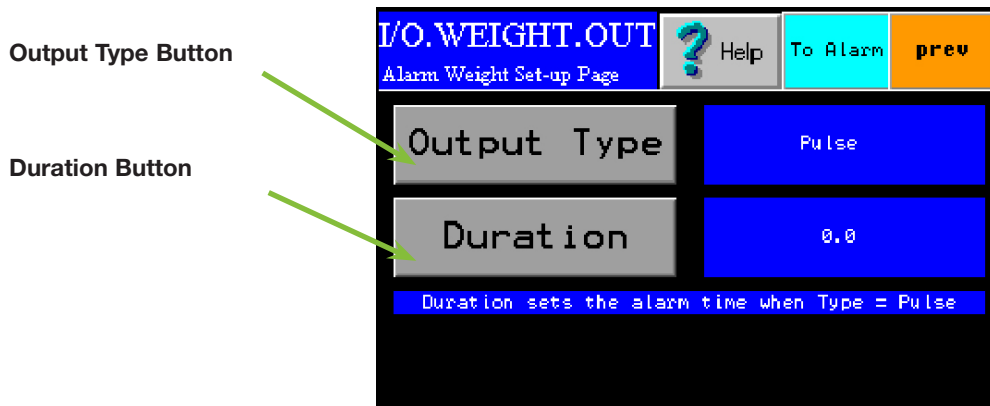 Output Type Button
Duration Button
I/O.WEIGHT.OUT
Alarm Weight Set-up Page
? Help
To Alarm
prev
Output Type
Pulse
Duration
0.0
Duration sets the alarm time when Type = Pulse